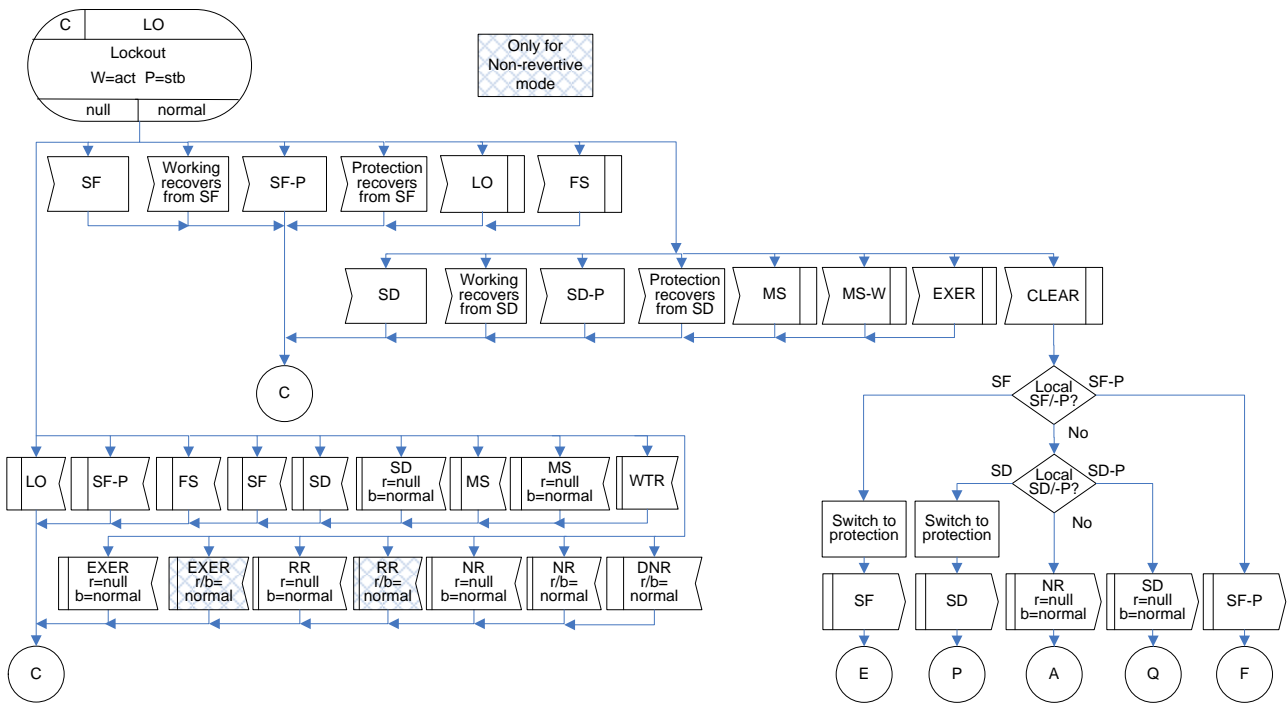 C LO
Lockout
W=act P=stb
null normal
Only for
Non-revertive
mode
SF
Working
recovers
from SF
SF-P
Protection
recovers
from SF
LO
FS
SD
Working
recovers
from SD
SD-P
Protection
recovers
from SD
MS
MS-W
EXER
CLEAR
C
SF
Local
SF/-P?
SF-P
No
SD
Local
SD/-P?
SD-P
No
LO
SF-P
FS
SF
SD
SD
r=null
b=normal
MS
MS
r=null
b=normal
WTR
EXER
r=null
b=normal
EXER
r/b=
normal
RR
r=null
b=normal
RR
r/b=
normal
NR
r=null
b=normal
NR
r/b=
normal
DNR
r/b=
normal
C
Switch to
protection
Switch to
protection
SF
SD
NR
r=null
b=normal
SD
r=null
b=normal
SF-P
E
P
A
Q
F